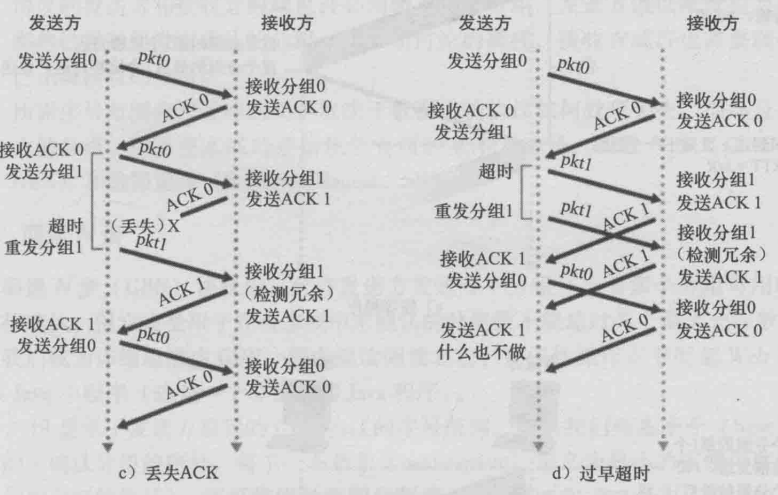 发送方
接收方
发送分组0
pkt0
接收分组0
发送ACK 0
ACK 0
接收ACK 0
发送分组1
pkt0
接收分组1
发送ACK 1
ACK 0
(丢失)X
超时
重发分组1
pkt1
接收分组1
(检测冗余)
发送ACK 1
ACK 1
接收ACK 1
发送分组0
pkt0
接收分组0
发送ACK 0
ACK 0
c）丢失ACK
发送方
接收方
发送分组0
pkt0
接收分组0
发送ACK 0
ACK 0
接收ACK 0
发送分组1
pkt1
超时
接收分组1
发送ACK 1
重发分组1
pkt1
ACK 1
接收分组1
(检测冗余)
发送ACK 1
接收ACK 1
发送分组0
pkt0
ACK 1
接收分组0
发送ACK 0
发送ACK 1
什么也不做
ACK 0
d）过早超时